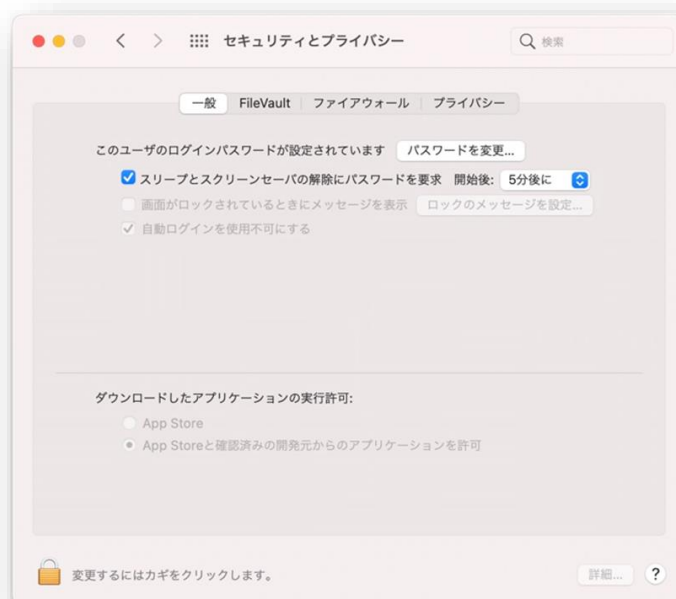 セキュリティとプライバシー
検索
一般 FileVault ファイアウォール プライバシー
このユーザのログインパスワードが設定されています パスワードを変更...
スリープとスクリーンセーバの解除にパスワードを要求 開始後: 5分後に
画面がロックされているときにメッセージを表示 ロックのメッセージを設定...
自動ログインを使用不可にする
ダウンロードしたアプリケーションの実行許可:
App Store
App Storeと確認済みの開発元からのアプリケーションを許可
変更するにはカギをクリックします。 詳細... ?